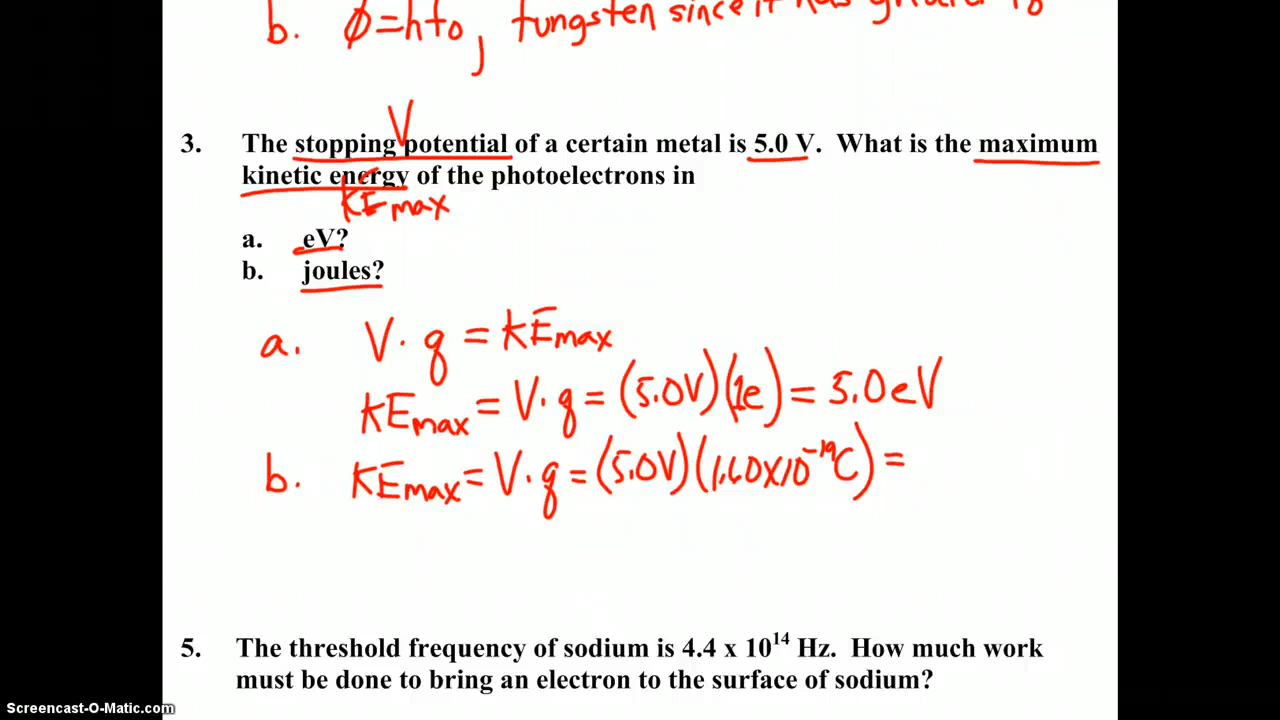 b. ϕ=hf₀, tungsten since it has
3. The stopping potential of a certain metal is 5.0 V. What is the maximum
V
kinetic energy of the photoelectrons in
KEmax
a. eV?
b. joules?
a. V·q = KEmax
KEmax = V·q = (5.0V)(1e) = 5.0eV
b. KEmax = V·q = (5.0V)(1.60x10⁻¹⁹C) =
5. The threshold frequency of sodium is 4.4 x 10¹⁴ Hz. How much work
must be done to bring an electron to the surface of sodium?
Screencast-O-Matic.com